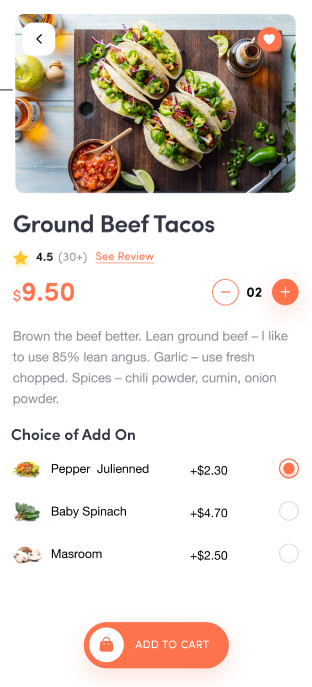 Ground Beef Tacos
4.5 (30+) See Review
$9.50 − 02 +
Brown the beef better. Lean ground beef – I like
to use 85% lean angus. Garlic – use fresh
chopped. Spices – chili powder, cumin, onion
powder.
Choice of Add On
Pepper Julienned +$2.30
Baby Spinach +$4.70
Masroom +$2.50
ADD TO CART